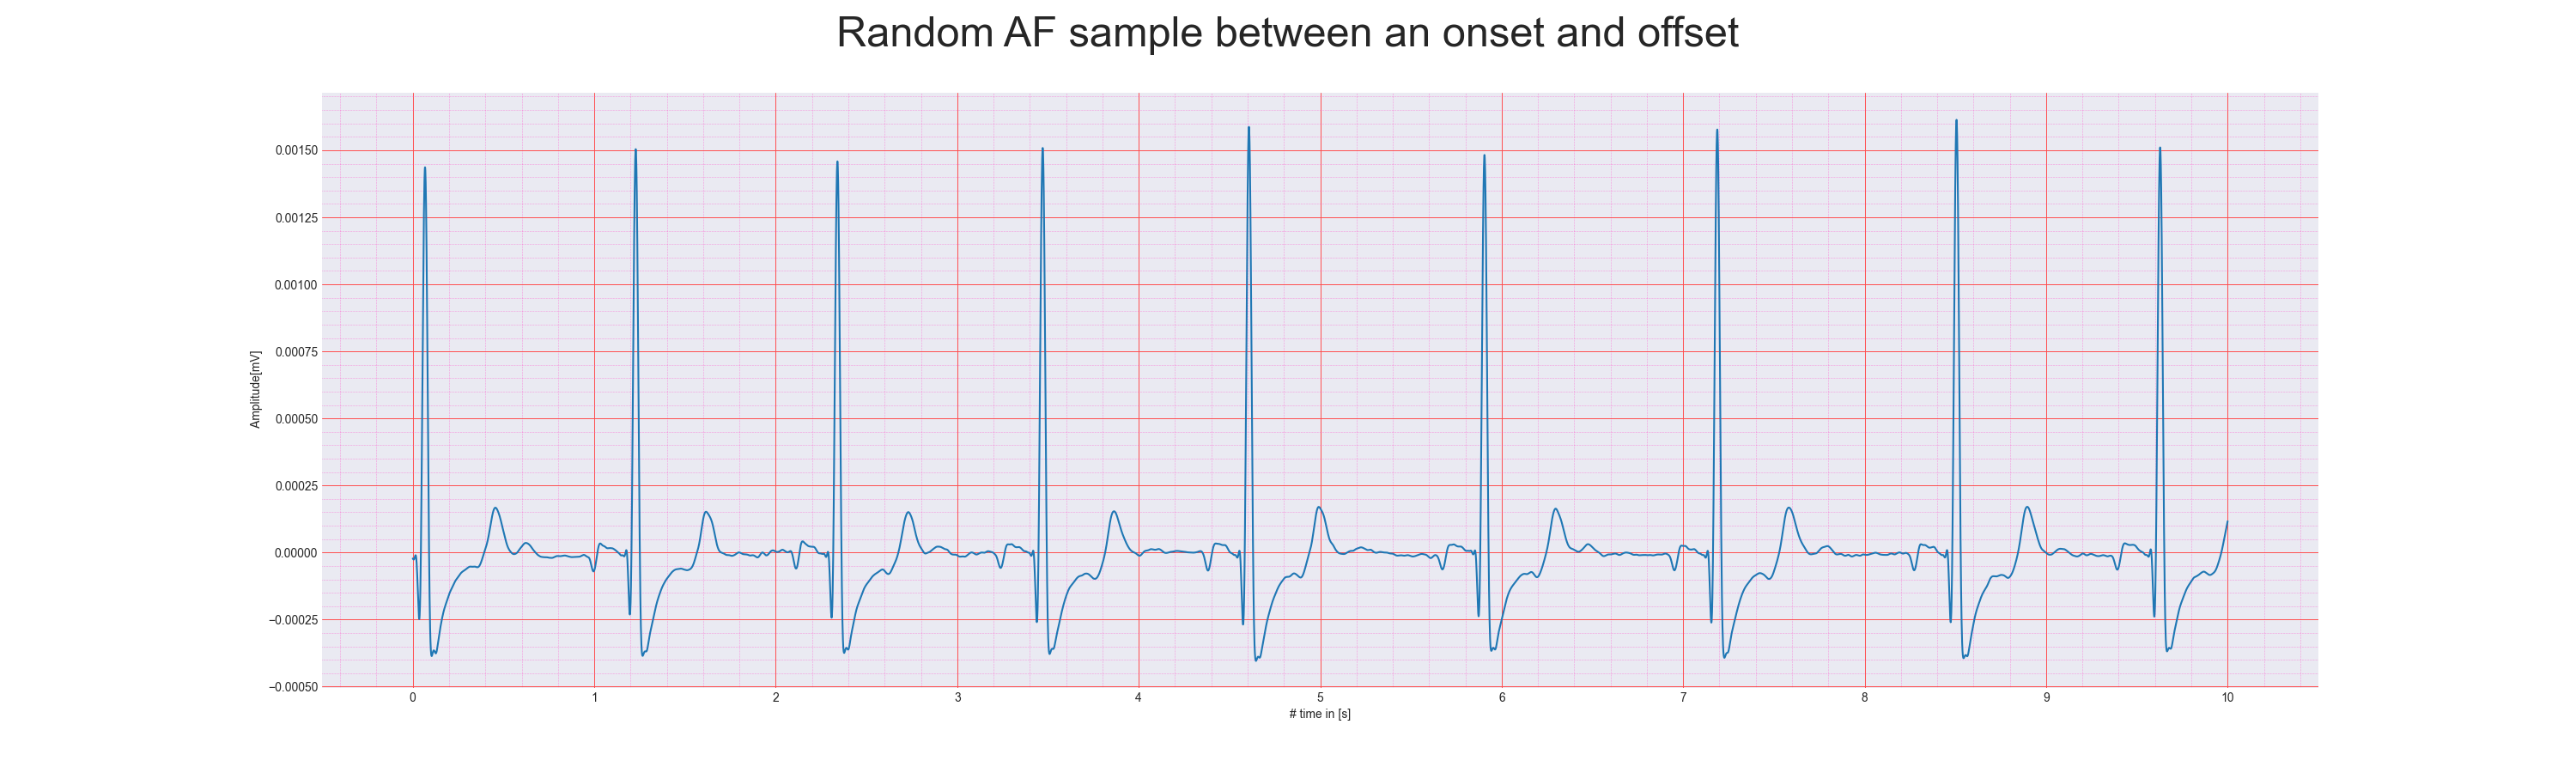 Random AF sample between an onset and offset
0.00150
0.00125
0.00100
0.00075
0.00050
0.00025
0.00000
−0.00025
−0.00050
Amplitude[mV]
0 1 2 3 4 5 6 7 8 9 10
# time in [s]